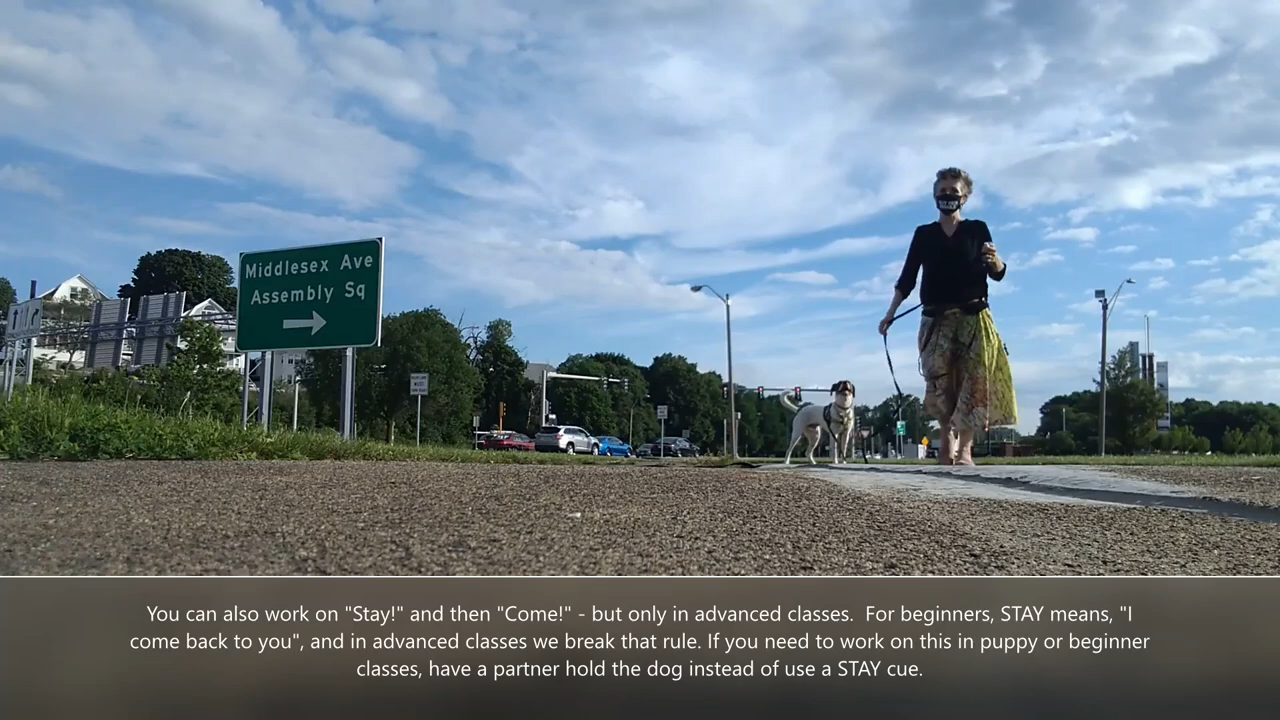 Middlesex Ave
Assembly Sq
You can also work on "Stay!" and then "Come!" - but only in advanced classes.  For beginners, STAY means, "I
come back to you", and in advanced classes we break that rule. If you need to work on this in puppy or beginner
classes, have a partner hold the dog instead of use a STAY cue.